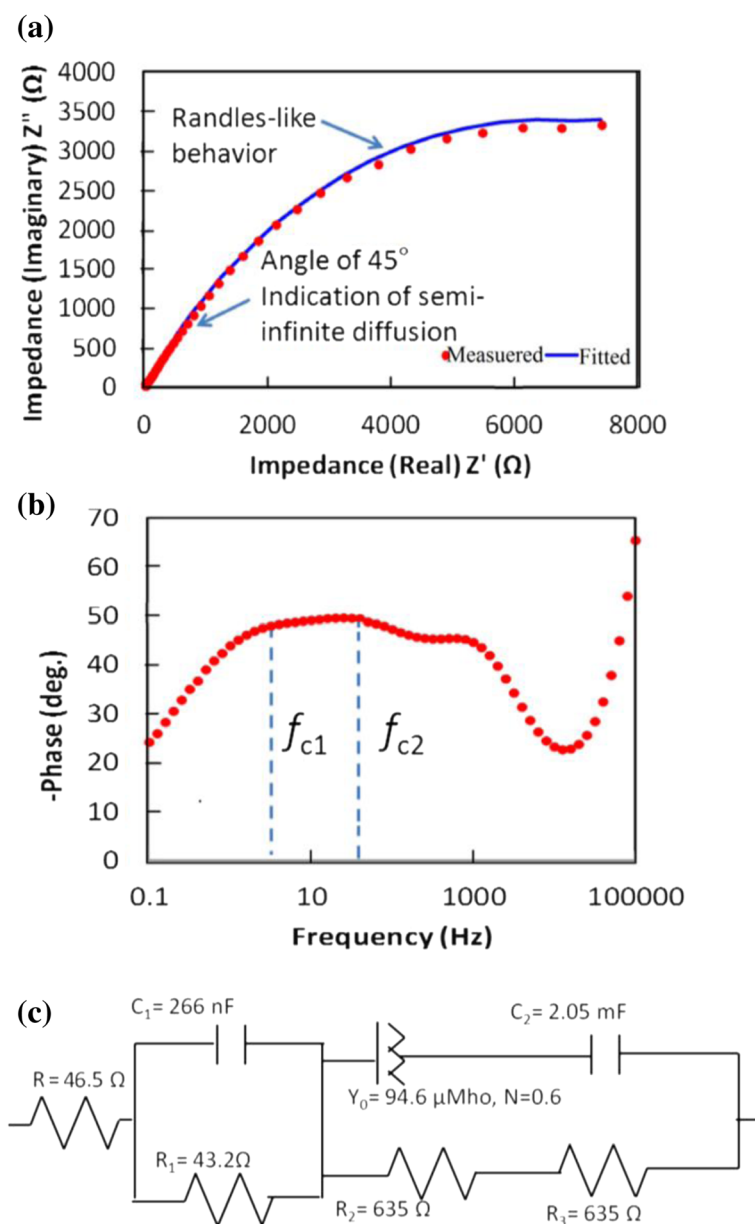 (a)
4000
3500
3000
2500
2000
1500
1000
500
0
Impedance (Imaginary) Z" (Ω)
Randles-like
behavior
Angle of 45°
Indication of semi-
infinite diffusion
Measuered Fitted
0 2000 4000 6000 8000
Impedance (Real) Z' (Ω)
(b)
70
60
50
40
30
20
10
0
-Phase (deg.)
fc1 fc2
0.1 10 1000 100000
Frequency (Hz)
(c)
C1= 266 nF
C2= 2.05 mF
R= 46.5 Ω
Y0= 94.6 μMho, N=0.6
R1= 43.2Ω
R2= 635 Ω
R3= 635 Ω